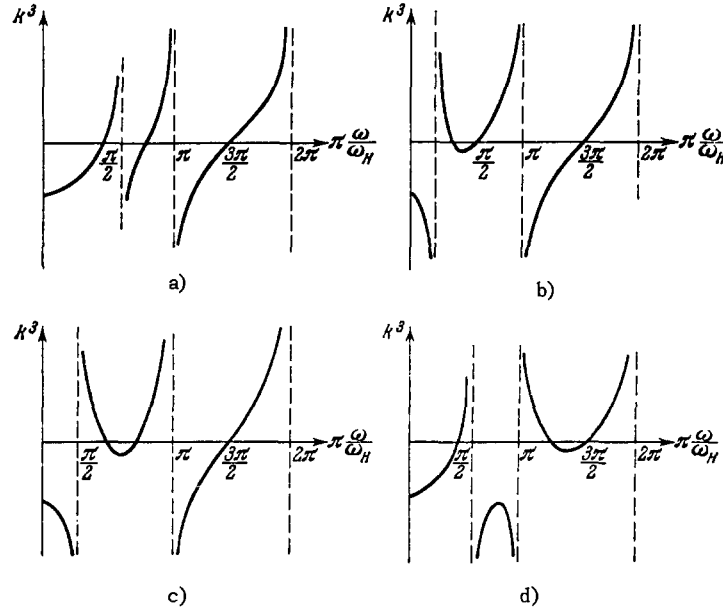 k³
π/2
π
3π/2
2π
π ω/ω_H
a)
k³
π/2
π
3π/2
2π
π ω/ω_H
b)
k³
π/2
π
3π/2
2π
π ω/ω_H
c)
k³
π/2
π
3π/2
2π
π ω/ω_H
d)